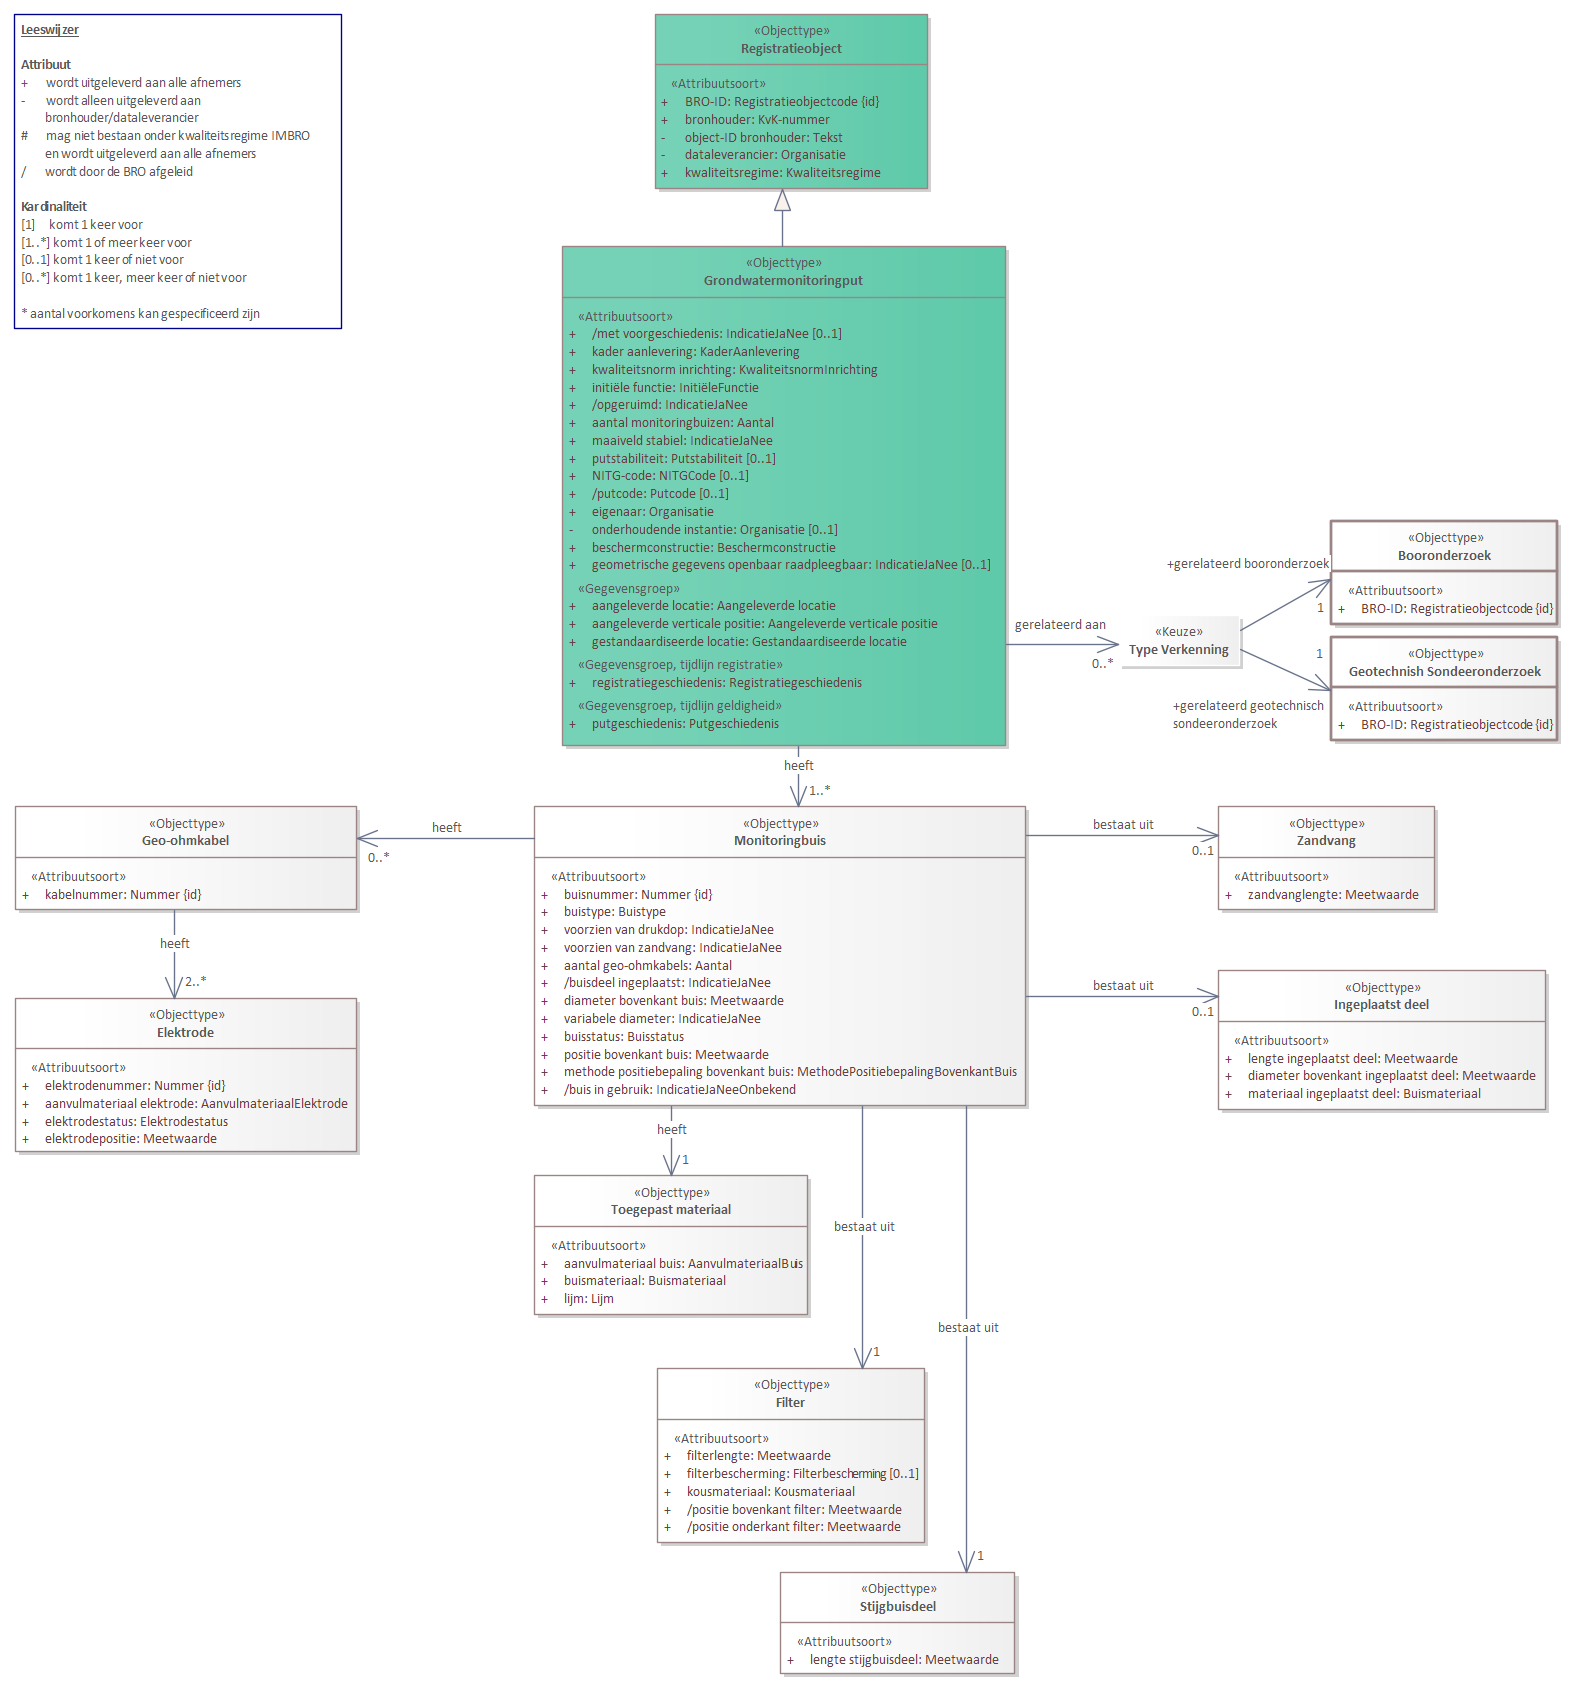 Leeswijzer
Attribuut
+ wordt uitgeleverd aan alle afnemers
- wordt alleen uitgeleverd aan
bronhouder/dataleverancier
# mag niet bestaan onder kwaliteitsregime IMBRO
en wordt uitgeleverd aan alle afnemers
/ wordt door de BRO afgeleid
Kardinaliteit
[1] komt 1 keer voor
[1..*] komt 1 of meer keer voor
[0..1] komt 1 keer of niet voor
[0..*] komt 1 keer, meer keer of niet voor
* aantal voorkomens kan gespecificeerd zijn
«Objecttype»
Registratieobject
«Attribuutsoort»
+ BRO-ID: Registratieobjectcode {id}
+ bronhouder: KvK-nummer
- object-ID bronhouder: Tekst
- dataleverancier: Organisatie
+ kwaliteitsregime: Kwaliteitsregime
«Objecttype»
Grondwatermonitoringput
«Attribuutsoort»
+ /met voorgeschiedenis: IndicatieJaNee [0..1]
+ kader aanlevering: KaderAanlevering
+ kwaliteitsnorm inrichting: KwaliteitsnormInrichting
+ initiële functie: InitiëleFunctie
+ /opgeruimd: IndicatieJaNee
+ aantal monitoringbuizen: Aantal
+ maaiveld stabiel: IndicatieJaNee
+ putstabiliteit: Putstabiliteit [0..1]
+ NITG-code: NITGCode [0..1]
+ /putcode: Putcode [0..1]
+ eigenaar: Organisatie
- onderhoudende instantie: Organisatie [0..1]
+ beschermconstructie: Beschermconstructie
+ geometrische gegevens openbaar raadpleegbaar: IndicatieJaNee [0..1]
«Gegevensgroep»
+ aangeleverde locatie: Aangeleverde locatie
+ aangeleverde verticale positie: Aangeleverde verticale positie
+ gestandaardiseerde locatie: Gestandaardiseerde locatie
«Gegevensgroep, tijdlijn registratie»
+ registratiegeschiedenis: Registratiegeschiedenis
«Gegevensgroep, tijdlijn geldigheid»
+ putgeschiedenis: Putgeschiedenis
gerelateerd aan
0..*
«Keuze»
Type Verkenning
+gerelateerd booronderzoek
1
«Objecttype»
Booronderzoek
«Attribuutsoort»
+ BRO-ID: Registratieobjectcode {id}
1
+gerelateerd geotechnisch
sondeeronderzoek
«Objecttype»
Geotechnish Sondeeronderzoek
«Attribuutsoort»
+ BRO-ID: Registratieobjectcode {id}
heeft
1..*
«Objecttype»
Geo-ohmkabel
«Attribuutsoort»
+ kabelnummer: Nummer {id}
heeft
0..*
«Objecttype»
Monitoringbuis
«Attribuutsoort»
+ buisnummer: Nummer {id}
+ buistype: Buistype
+ voorzien van drukdop: IndicatieJaNee
+ voorzien van zandvang: IndicatieJaNee
+ aantal geo-ohmkabels: Aantal
+ /buisdeel ingeplaatst: IndicatieJaNee
+ diameter bovenkant buis: Meetwaarde
+ variabele diameter: IndicatieJaNee
+ buisstatus: Buisstatus
+ positie bovenkant buis: Meetwaarde
+ methode positiebepaling bovenkant buis: MethodePositiebepalingBovenkantBuis
+ /buis in gebruik: IndicatieJaNeeOnbekend
bestaat uit
0..1
«Objecttype»
Zandvang
«Attribuutsoort»
+ zandvanglengte: Meetwaarde
heeft
2..*
«Objecttype»
Elektrode
«Attribuutsoort»
+ elektrodenummer: Nummer {id}
+ aanvulmateriaal elektrode: AanvulmateriaalElektrode
+ elektrodestatus: Elektrodestatus
+ elektrodepositie: Meetwaarde
bestaat uit
0..1
«Objecttype»
Ingeplaatst deel
«Attribuutsoort»
+ lengte ingeplaatst deel: Meetwaarde
+ diameter bovenkant ingeplaatst deel: Meetwaarde
+ materiaal ingeplaatst deel: Buismateriaal
heeft
1
«Objecttype»
Toegepast materiaal
«Attribuutsoort»
+ aanvulmateriaal buis: AanvulmateriaalBuis
+ buismateriaal: Buismateriaal
+ lijm: Lijm
bestaat uit
1
«Objecttype»
Filter
«Attribuutsoort»
+ filterlengte: Meetwaarde
+ filterbescherming: Filterbescherming [0..1]
+ kousmateriaal: Kousmateriaal
+ /positie bovenkant filter: Meetwaarde
+ /positie onderkant filter: Meetwaarde
bestaat uit
1
«Objecttype»
Stijgbuisdeel
«Attribuutsoort»
+ lengte stijgbuisdeel: Meetwaarde